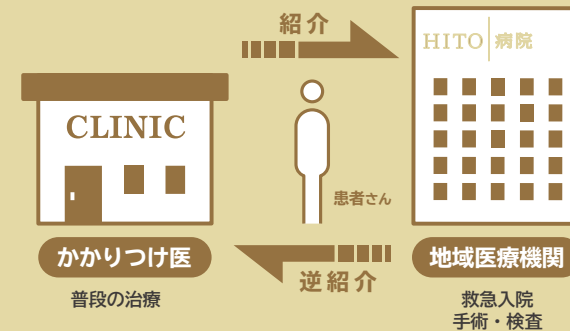 紹介
HITO 病院
CLINIC
患者さん
かかりつけ医
逆紹介
地域医療機関
普段の治療
救急入院
手術・検査